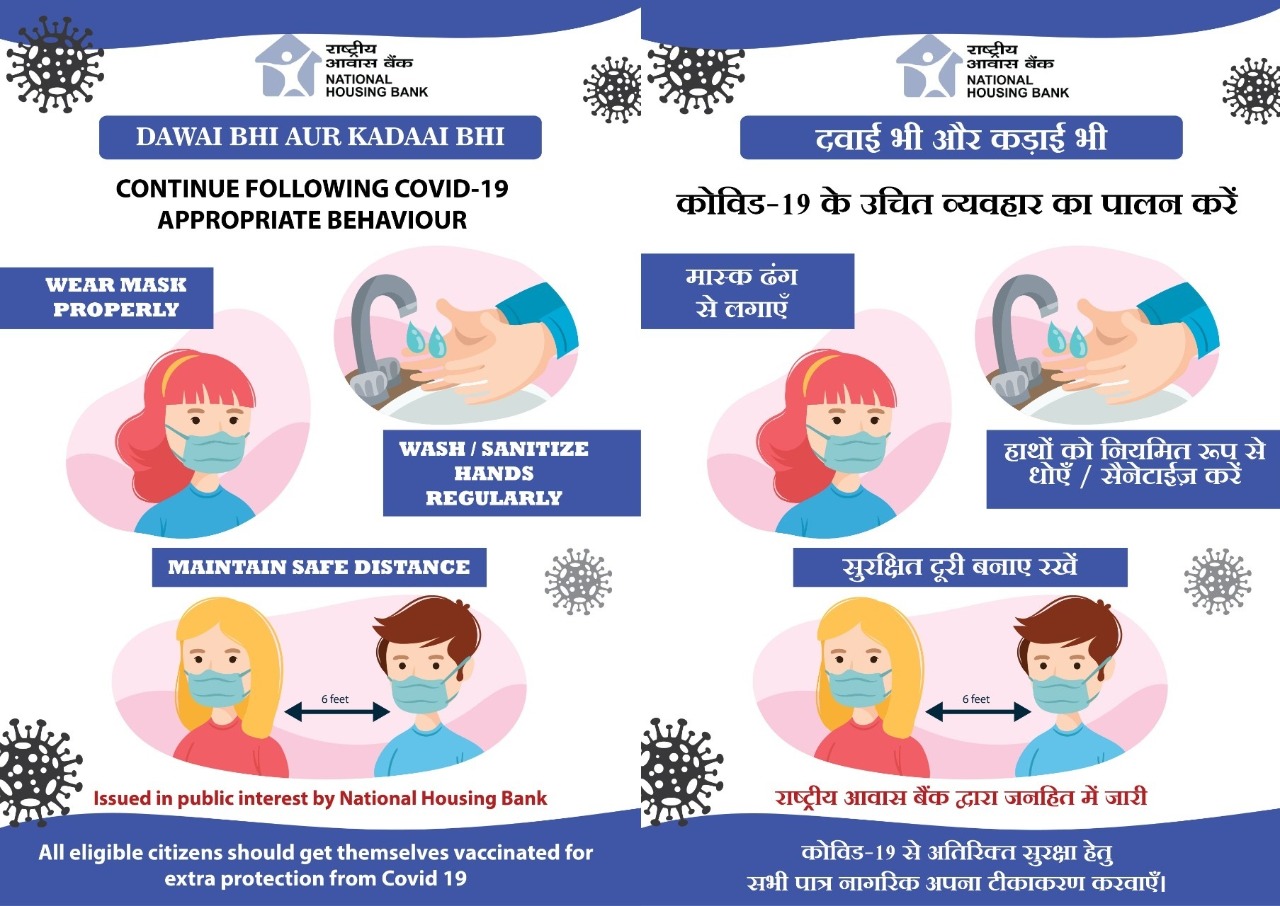 राष्ट्रीय
आवास बैंक
NATIONAL
HOUSING BANK
DAWAI BHI AUR KADAAI BHI
CONTINUE FOLLOWING COVID-19
APPROPRIATE BEHAVIOUR
WEAR MASK
PROPERLY
WASH / SANITIZE
HANDS
REGULARLY
MAINTAIN SAFE DISTANCE
6 feet
Issued in public interest by National Housing Bank
All eligible citizens should get themselves vaccinated for
extra protection from Covid 19
राष्ट्रीय
आवास बैंक
NATIONAL
HOUSING BANK
दवाई भी और कड़ाई भी
कोविड-19 के उचित व्यवहार का पालन करें
मास्क ढंग
से लगाएँ
हाथों को नियमित रूप से
धोएँ / सैनेटाईज़ करें
सुरक्षित दूरी बनाए रखें
6 feet
राष्ट्रीय आवास बैंक द्वारा जनहित में जारी
कोविड-19 से अतिरिक्त सुरक्षा हेतु
सभी पात्र नागरिक अपना टीकाकरण करवाएँ।